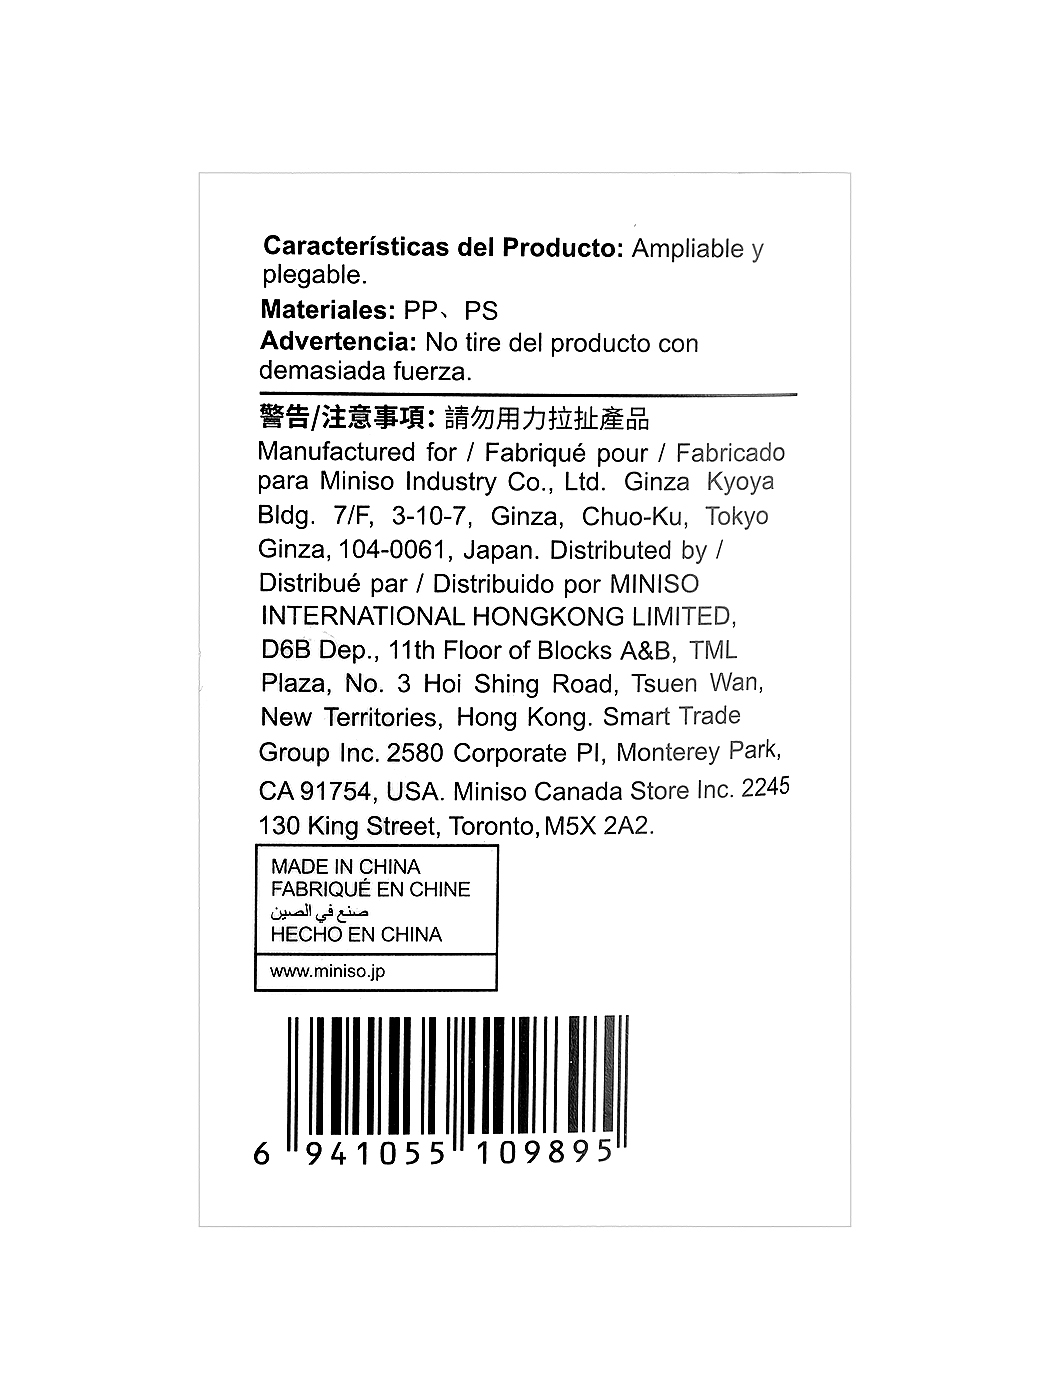 Características del Producto: Ampliable y
plegable.
Materiales: PP、PS
Advertencia: No tire del producto con
demasiada fuerza.
警告/注意事項: 請勿用力拉扯產品
Manufactured for / Fabriqué pour / Fabricado
para Miniso Industry Co., Ltd. Ginza Kyoya
Bldg. 7/F, 3-10-7, Ginza, Chuo-Ku, Tokyo
Ginza, 104-0061, Japan. Distributed by /
Distribué par / Distribuido por MINISO
INTERNATIONAL HONGKONG LIMITED,
D6B Dep., 11th Floor of Blocks A&B, TML
Plaza, No. 3 Hoi Shing Road, Tsuen Wan,
New Territories, Hong Kong. Smart Trade
Group Inc. 2580 Corporate Pl, Monterey Park,
CA 91754, USA. Miniso Canada Store Inc. 2245
130 King Street, Toronto, M5X 2A2.
MADE IN CHINA
FABRIQUÉ EN CHINE
صنع في الصين
HECHO EN CHINA
www.miniso.jp
6 941055 109895